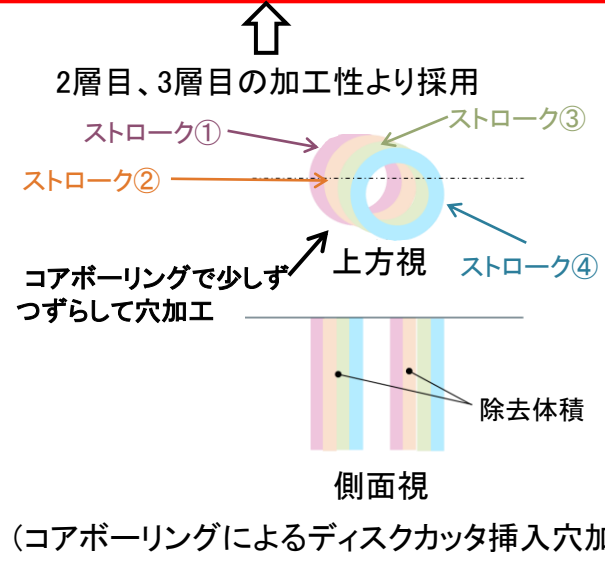 2層目、3層目の加工性より採用
ストローク①
ストローク③
ストローク②
上方視
ストローク④
コアボーリングで少しず
つずらして穴加工
除去体積
側面視
(コアボーリングによるディスクカッタ挿入穴加